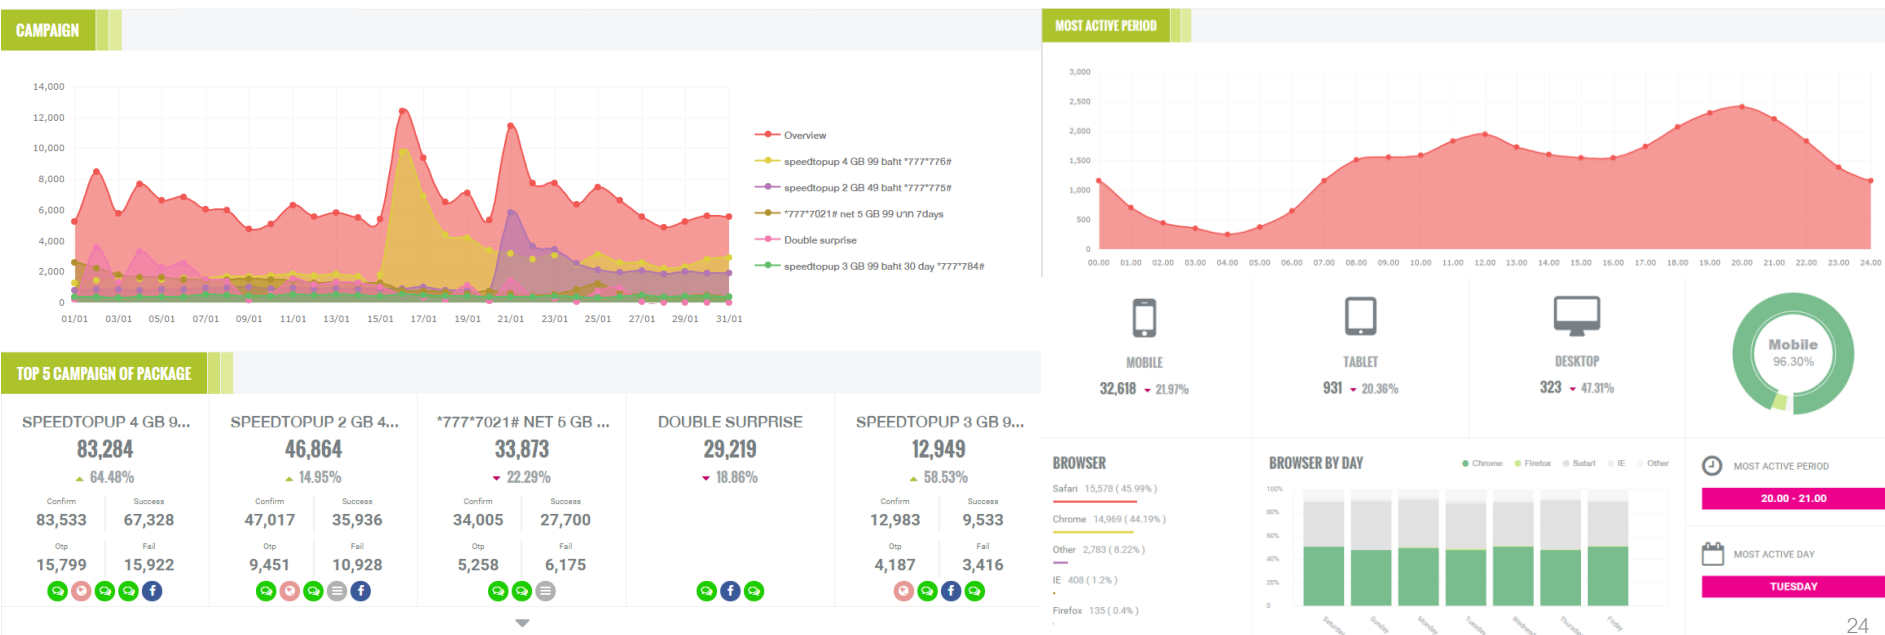 CAMPAIGN
14,000
12,000
10,000
8,000
6,000
4,000
2,000
0
01/01 03/01 05/01 07/01 09/01 11/01 13/01 15/01 17/01 19/01 21/01 23/01 25/01 27/01 29/01 31/01
Overview
speedtopup 4 GB 99 baht *777*776#
speedtopup 2 GB 49 baht *777*775#
*777*7021# net 5 GB 99 บาท 7days
Double surprise
speedtopup 3 GB 99 baht 30 day *777*784#
TOP 5 CAMPAIGN OF PACKAGE
SPEEDTOPUP 4 GB 9...
83,284
64.48%
Confirm Success
83,533 67,328
Otp Fail
15,799 15,922
SPEEDTOPUP 2 GB 4...
46,864
14.95%
Confirm Success
47,017 35,936
Otp Fail
9,451 10,928
*777*7021# NET 5 GB ...
33,873
22.29%
Confirm Success
34,005 27,700
Otp Fail
5,258 6,175
DOUBLE SURPRISE
29,219
18.86%
SPEEDTOPUP 3 GB 9...
12,949
58.53%
Confirm Success
12,983 9,533
Otp Fail
4,187 3,416
MOST ACTIVE PERIOD
3,000
2,500
2,000
1,500
1,000
500
0
00.00 01.00 02.00 03.00 04.00 05.00 06.00 07.00 08.00 09.00 10.00 11.00 12.00 13.00 14.00 15.00 16.00 17.00 18.00 19.00 20.00 21.00 22.00 23.00 24.00
MOBILE
32,618 21.97%
TABLET
931 20.36%
DESKTOP
323 47.31%
Mobile
96.30%
BROWSER
Safari 15,578 ( 45.99% )
Chrome 14,969 ( 44.19% )
Other 2,783 ( 8.22% )
IE 408 ( 1.2% )
Firefox 135 ( 0.4% )
BROWSER BY DAY
Chrome Firefox Safari IE Other
100%
80%
60%
40%
20%
0
Saturday Sunday Monday Tuesday Wednesday Thursday Friday
MOST ACTIVE PERIOD
20.00 - 21.00
MOST ACTIVE DAY
TUESDAY
24